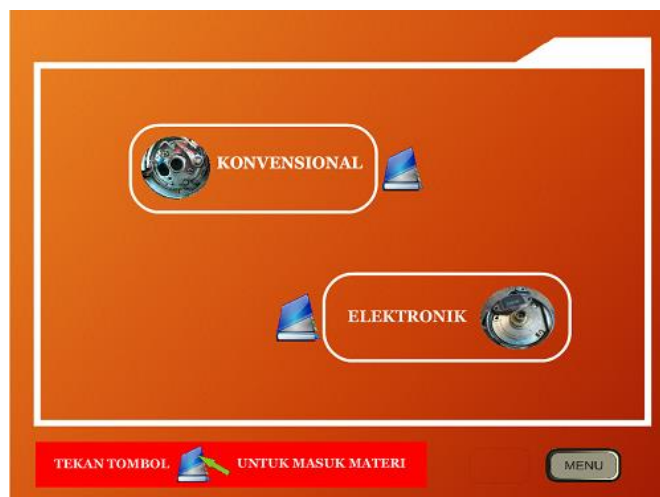 KONVENSIONAL
ELEKTRONIK
TEKAN TOMBOL UNTUK MASUK MATERI
MENU